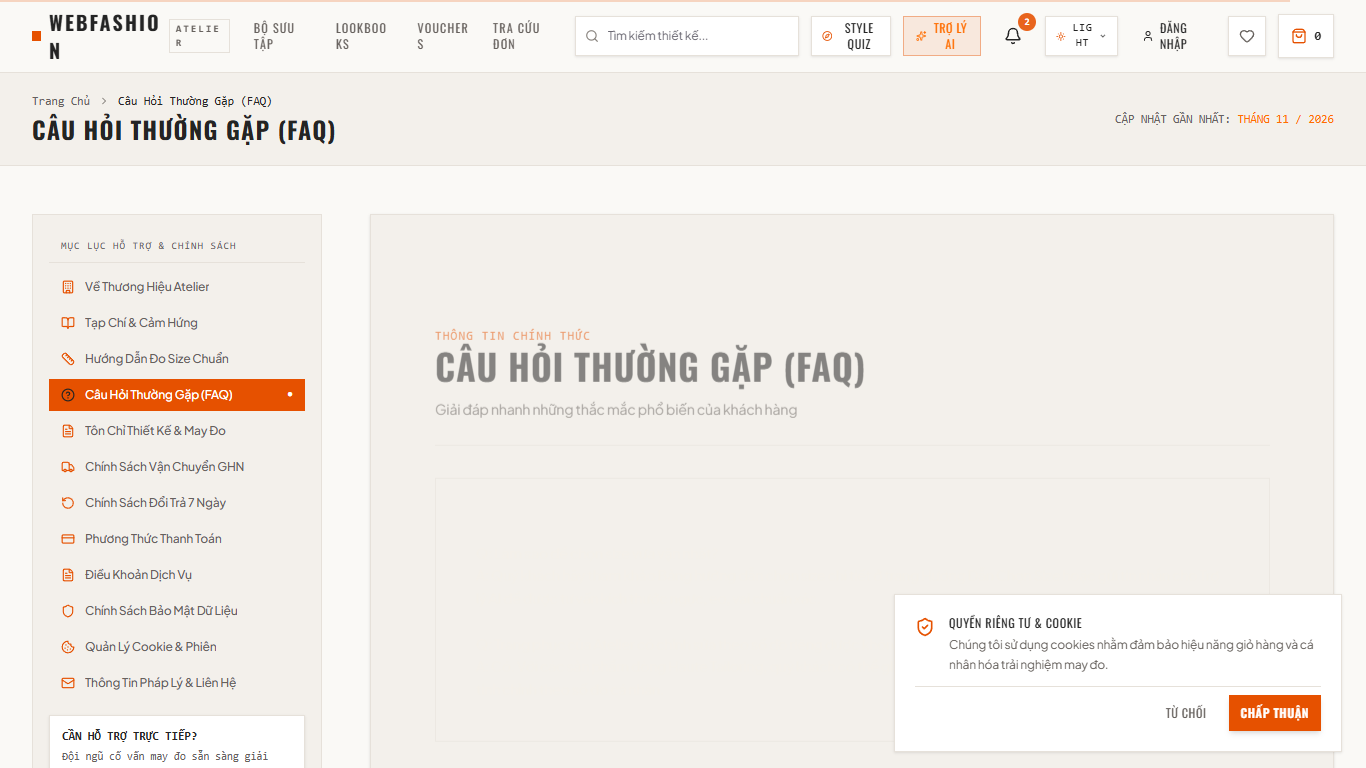 WEBFASHIO
N
ATELIE
R
BỘ SƯU
TẬP
LOOKBOO
KS
VOUCHER
S
TRA CỨU
ĐƠN
Tìm kiếm thiết kế...
STYLE
QUIZ
TRỢ LÝ
AI
2
LIG
HT
ĐĂNG
NHẬP
0
Trang Chủ > Câu Hỏi Thường Gặp (FAQ)
CÂU HỎI THƯỜNG GẶP (FAQ)
CẬP NHẬT GẦN NHẤT: THÁNG 11 / 2026
MỤC LỤC HỖ TRỢ & CHÍNH SÁCH
Về Thương Hiệu Atelier
Tạp Chí & Cảm Hứng
Hướng Dẫn Đo Size Chuẩn
Câu Hỏi Thường Gặp (FAQ)
Tôn Chỉ Thiết Kế & May Đo
Chính Sách Vận Chuyển GHN
Chính Sách Đổi Trả 7 Ngày
Phương Thức Thanh Toán
Điều Khoản Dịch Vụ
Chính Sách Bảo Mật Dữ Liệu
Quản Lý Cookie & Phiên
Thông Tin Pháp Lý & Liên Hệ
CẦN HỖ TRỢ TRỰC TIẾP?
Đội ngũ cố vấn may đo sẵn sàng giải
THÔNG TIN CHÍNH THỨC
CÂU HỎI THƯỜNG GẶP (FAQ)
Giải đáp nhanh những thắc mắc phổ biến của khách hàng
QUYỀN RIÊNG TƯ & COOKIE
Chúng tôi sử dụng cookies nhằm đảm bảo hiệu năng giỏ hàng và cá
nhân hóa trải nghiệm may đo.
TỪ CHỐI
CHẤP THUẬN